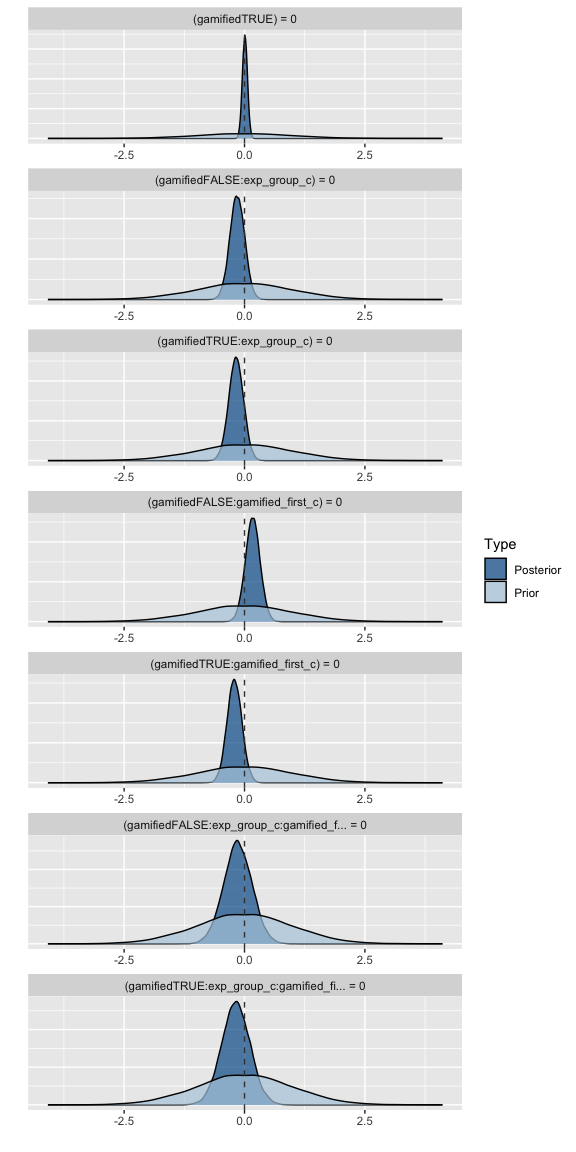 (gamifiedTRUE) = 0
-2.5 0.0 2.5
(gamifiedFALSE:exp_group_c) = 0
-2.5 0.0 2.5
(gamifiedTRUE:exp_group_c) = 0
-2.5 0.0 2.5
(gamifiedFALSE:gamified_first_c) = 0
-2.5 0.0 2.5
Type
Posterior
Prior
(gamifiedTRUE:gamified_first_c) = 0
-2.5 0.0 2.5
(gamifiedFALSE:exp_group_c:gamified_f... = 0
-2.5 0.0 2.5
(gamifiedTRUE:exp_group_c:gamified_fi... = 0
-2.5 0.0 2.5